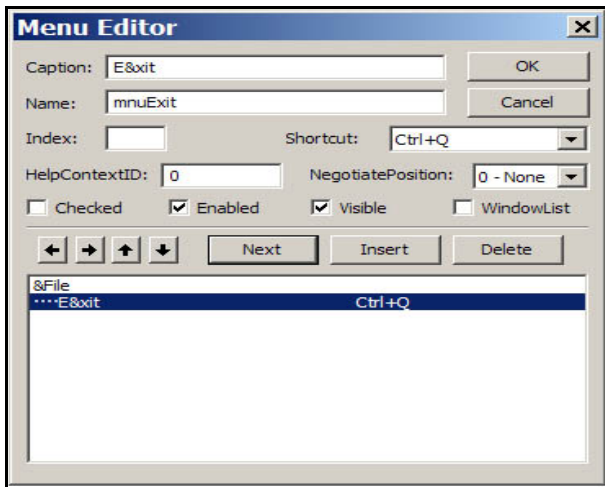 Menu Editor
Caption: E&xit OK
Name: mnuExit Cancel
Index: Shortcut: Ctrl+Q
HelpContextID: 0 NegotiatePosition: 0 - None
Checked Enabled Visible WindowList
Next Insert Delete
&File
····E&xit Ctrl+Q